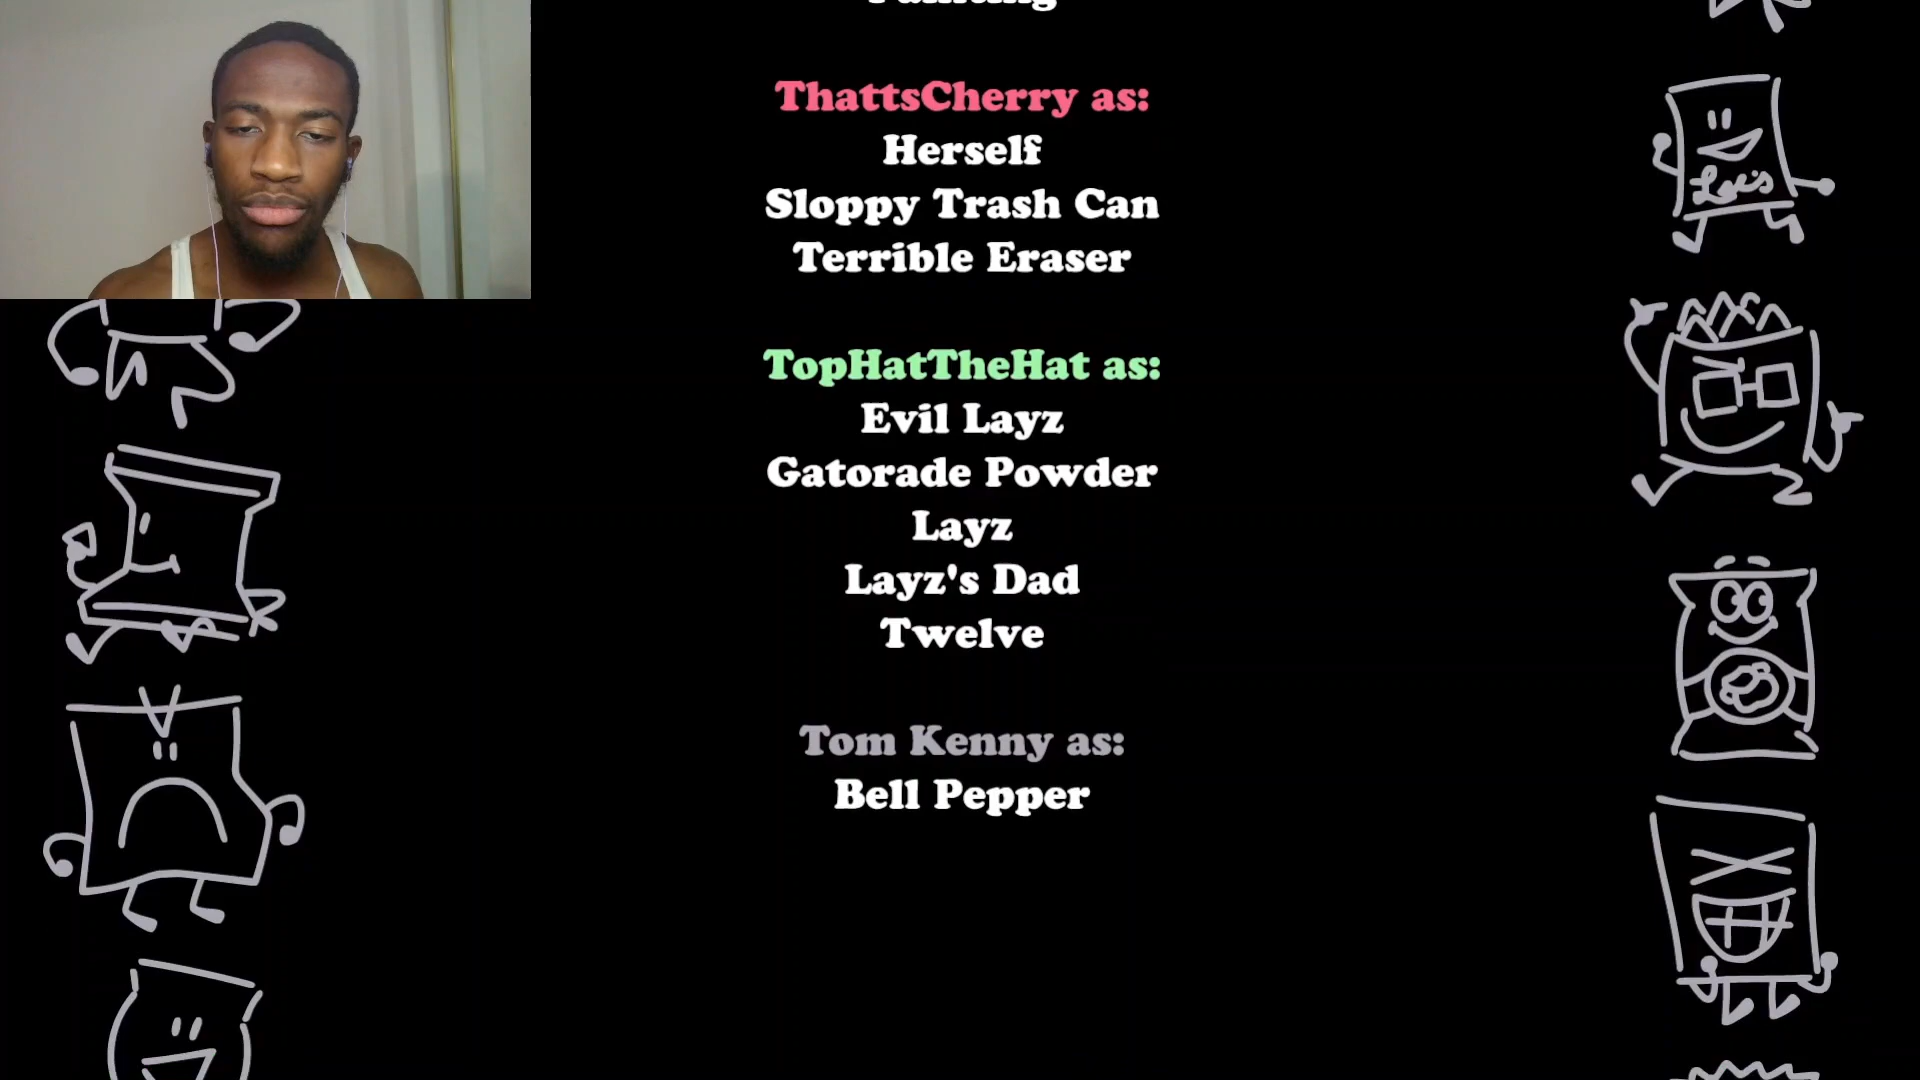 ThattsCherry as:
Herself
Sloppy Trash Can
Terrible Eraser
TopHatTheHat as:
Evil Layz
Gatorade Powder
Layz
Layz's Dad
Twelve
Tom Kenny as:
Bell Pepper